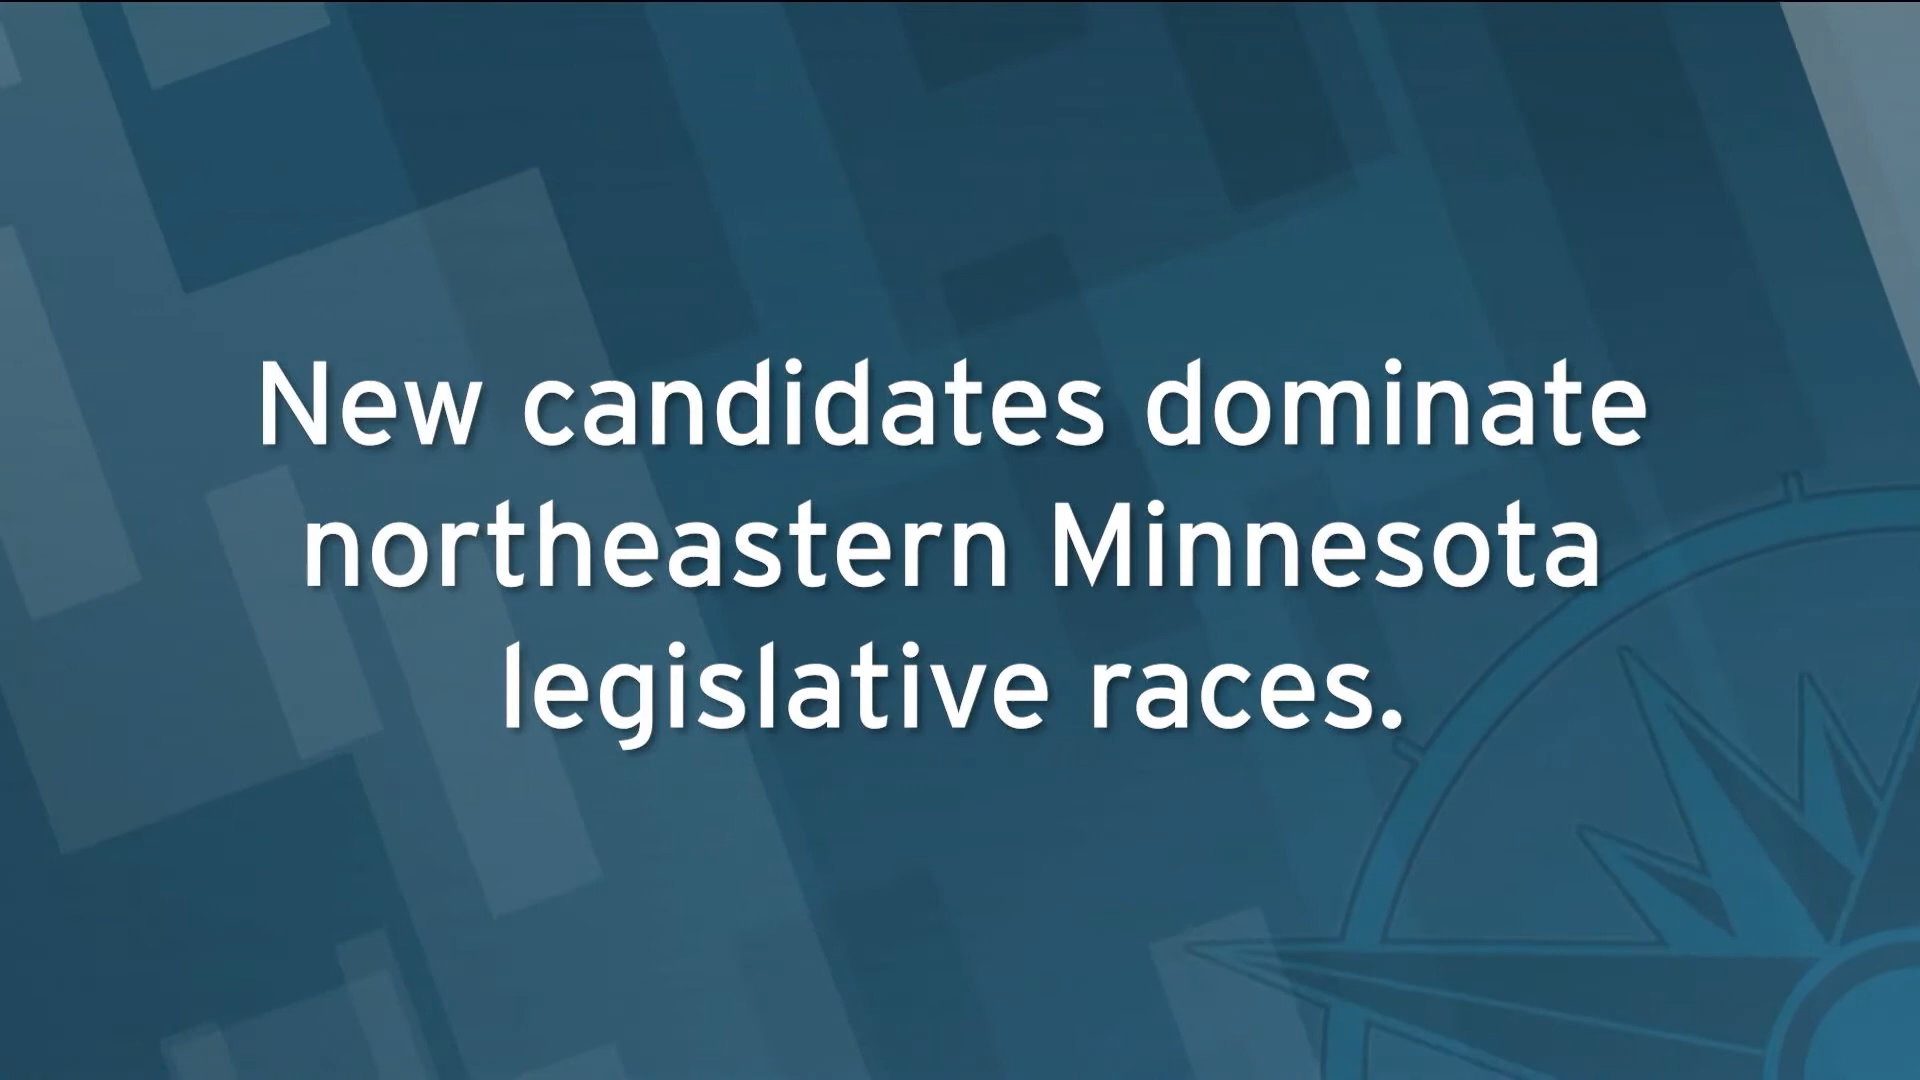 New candidates dominate
northeastern Minnesota
legislative races.